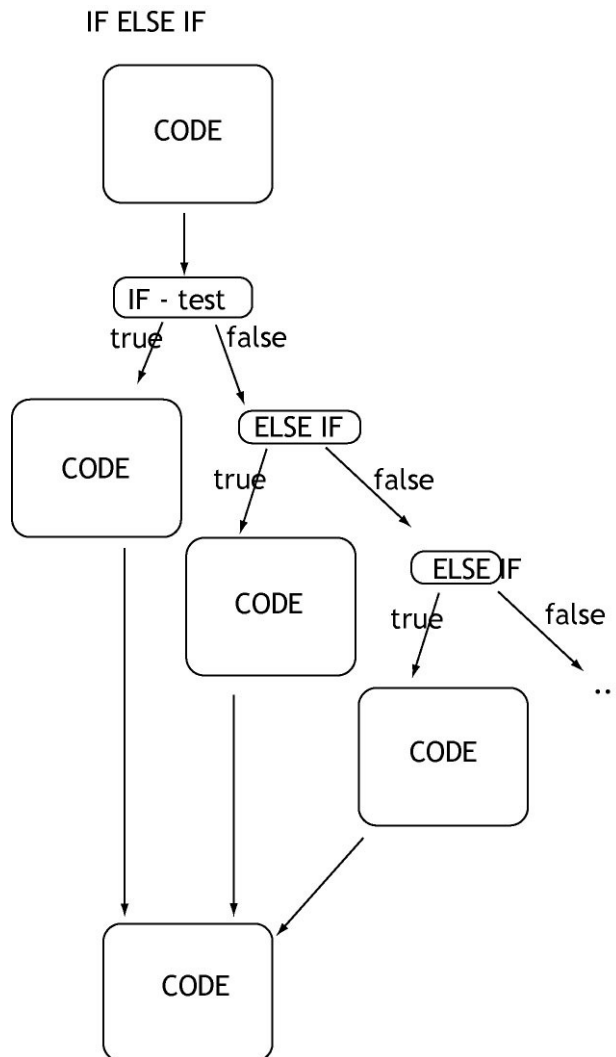 IF ELSE IF
CODE
IF - test
true
false
CODE
ELSE IF
true
false
CODE
ELSE IF
true
false
..
CODE
CODE